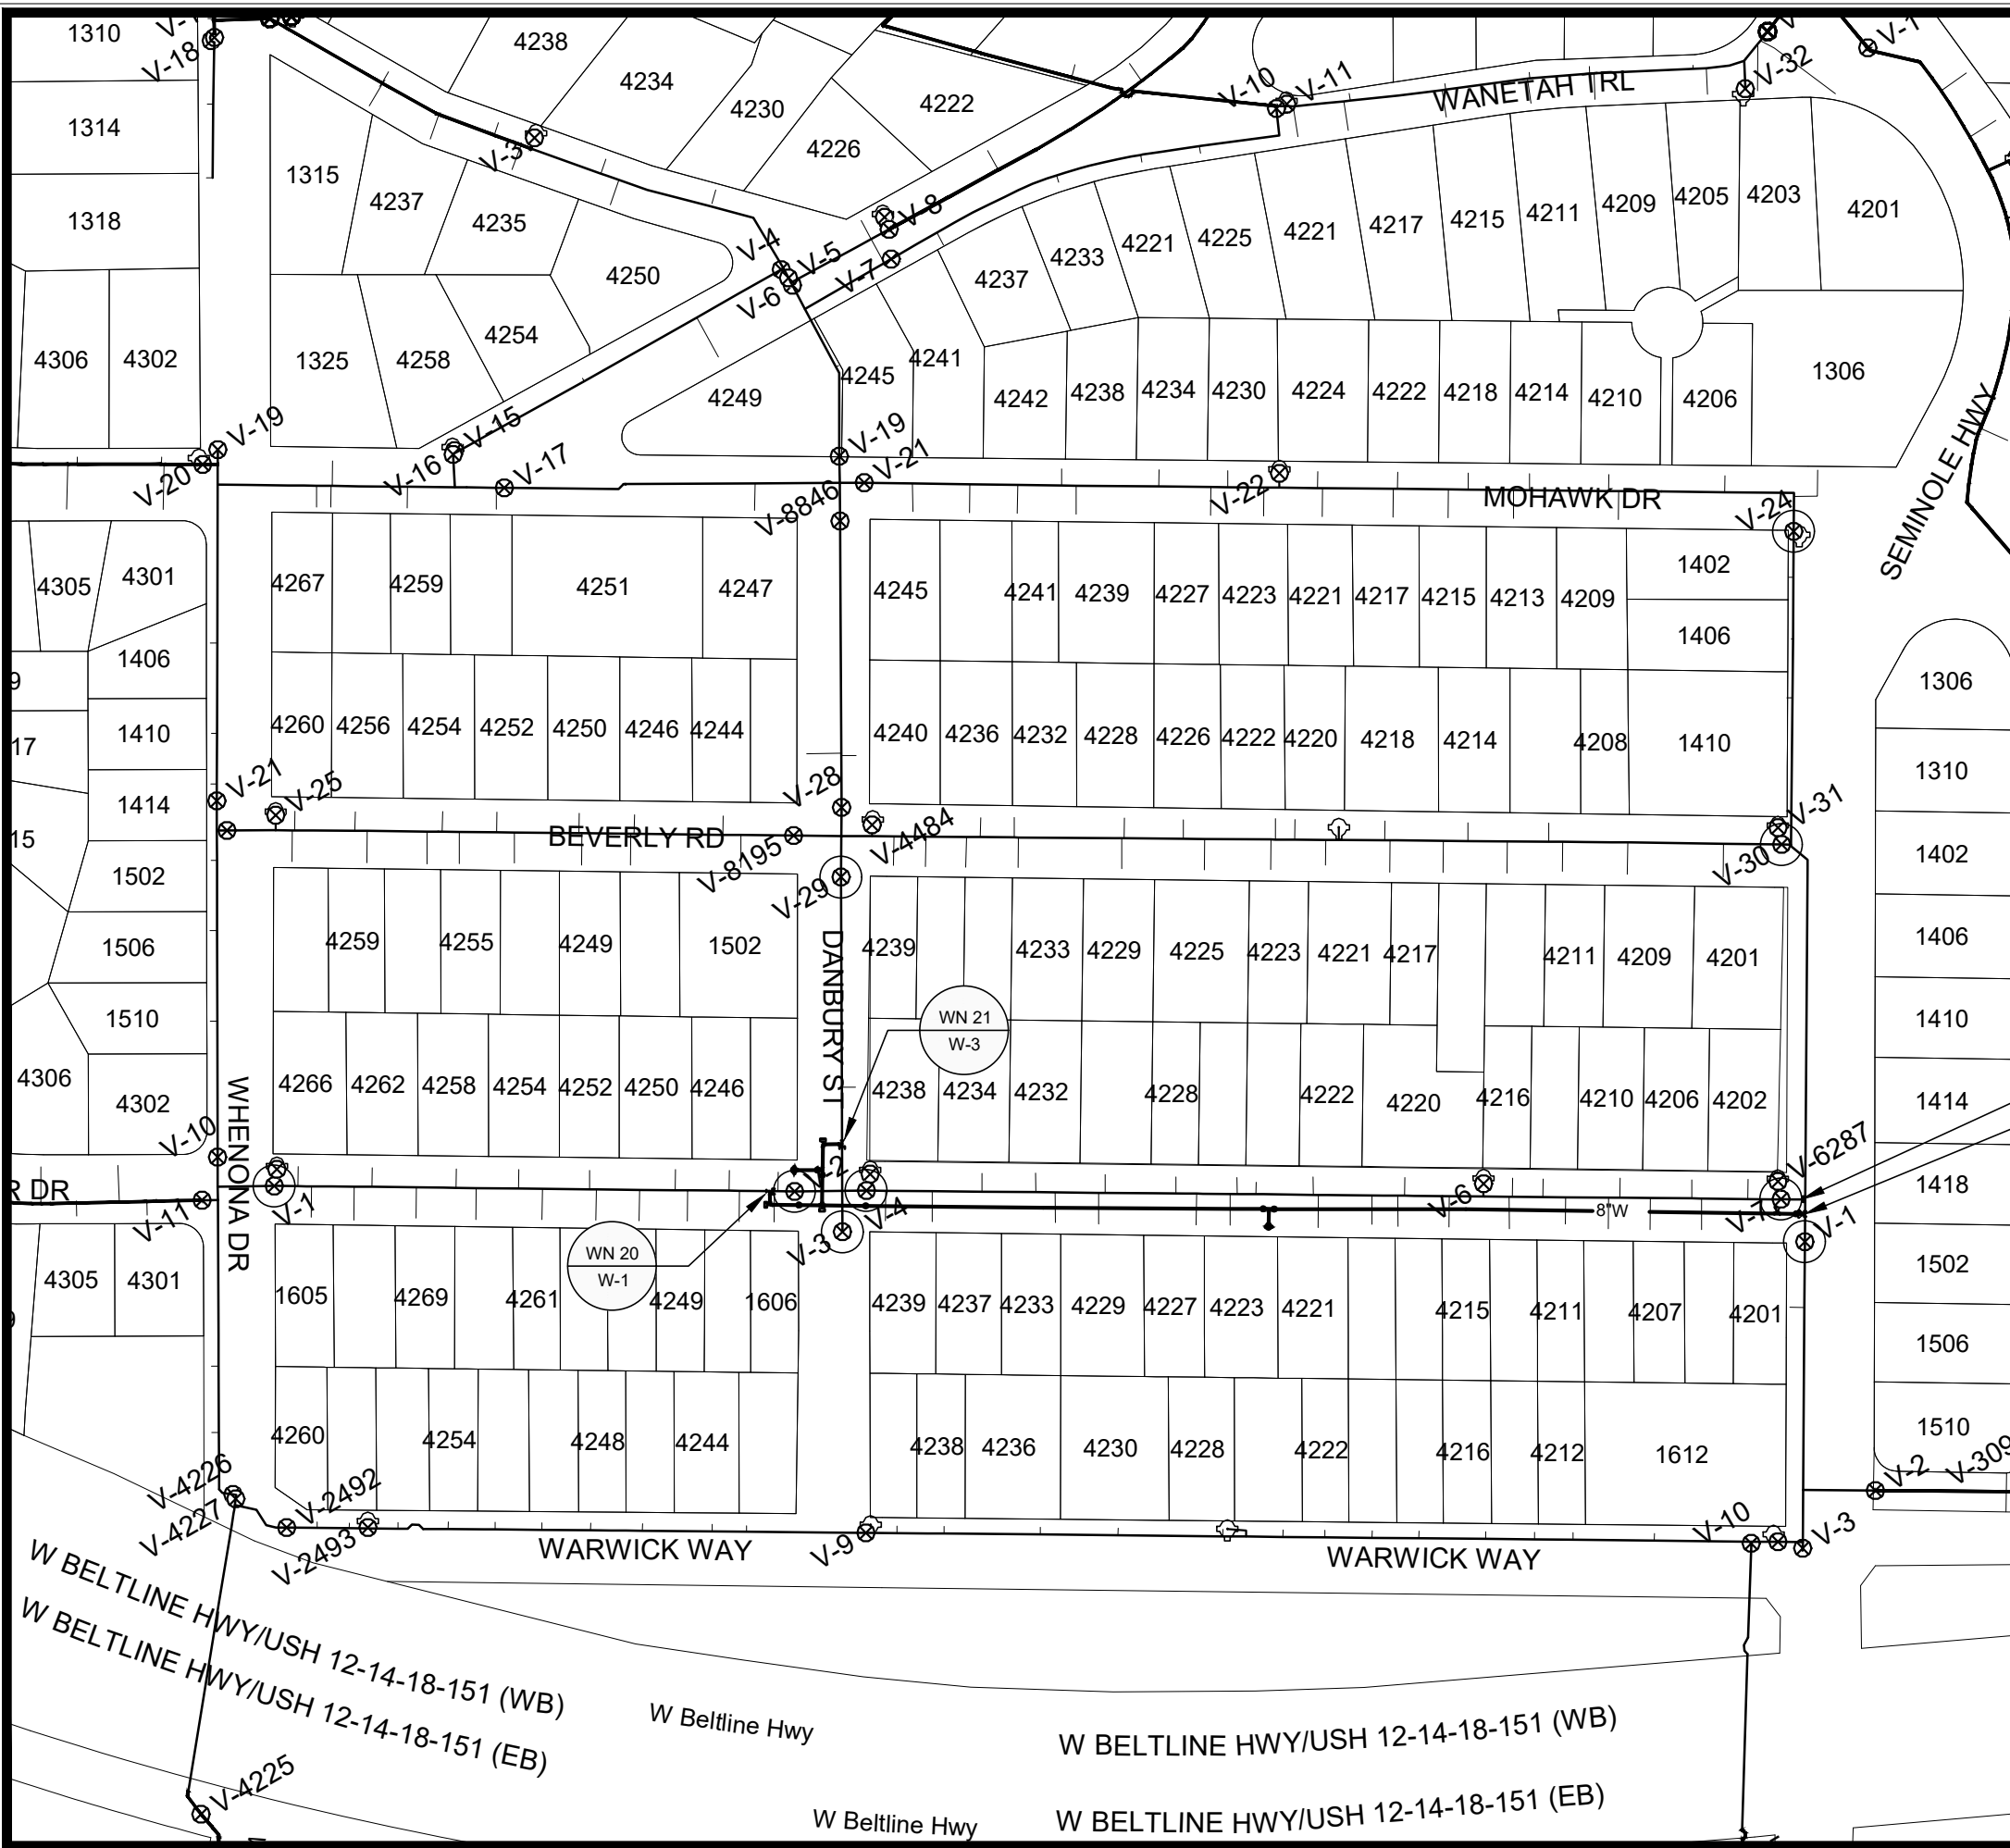 1310
4238
4234
4230
4222
V-18
V-10
V-11
V-32
V-1
WANETAH TRL
1314
4226
V-3
1318
1315
4237
4235
4250
V-4
V-5
V-6
V-7
V-8
4237
4233
4221
4225
4221
4217
4215
4211
4209
4205
4203
4201
4306
4302
1325
4258
4254
4249
4245
4241
4242
4238
4234
4230
4224
4222
4218
4214
4210
4206
1306
SEMINOLE HWY
V-19
V-20
V-15
V-16
V-17
V-19
V-21
V-8846
V-22
MOHAWK DR
V-24
4305
4301
4267
4259
4251
4247
4245
4241
4239
4227
4223
4221
4217
4215
4213
4209
1402
1406
1406
9
1306
17
1410
4260
4256
4254
4252
4250
4246
4244
4240
4236
4232
4228
4226
4222
4220
4218
4214
4208
1410
1310
15
1414
V-21
V-25
V-28
V-31
BEVERLY RD
V-8195
V-4484
V-29
V-30
1402
1502
4259
4255
4249
1502
DANBURY ST
4239
4233
4229
4225
4223
4221
4217
4211
4209
4201
1406
1506
1510
WN 21
W-3
1410
4306
4302
4266
4262
4258
4254
4252
4250
4246
4238
4234
4232
4228
4222
4220
4216
4210
4206
4202
1414
V-10
WHENONA DR
R DR
V-11
V-1
V-2
V-4
V-3
V-6
8"W
V-7
V-6287
V-1
1418
WN 20
W-1
4305
4301
1605
4269
4261
4249
1606
4239
4237
4233
4229
4227
4223
4221
4215
4211
4207
4201
1502
1506
4260
4254
4248
4244
4238
4236
4230
4228
4222
4216
4212
1612
1510
V-4226
V-4227
V-2492
V-2493
WARWICK WAY
V-9
WARWICK WAY
V-10
V-3
V-2
V-309
W BELTLINE HWY/USH 12-14-18-151 (WB)
W BELTLINE HWY/USH 12-14-18-151 (EB)
W Beltline Hwy
W BELTLINE HWY/USH 12-14-18-151 (WB)
V-4225
W Beltline Hwy
W BELTLINE HWY/USH 12-14-18-151 (EB)